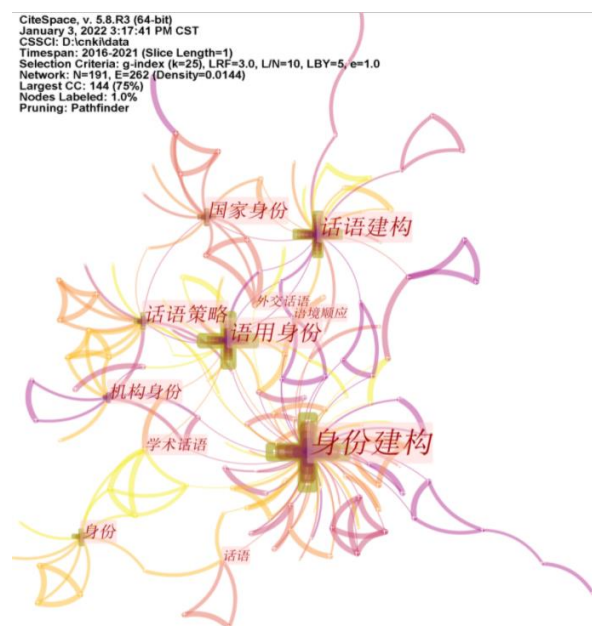 CiteSpace, v. 5.8.R3 (64-bit)
January 3, 2022 3:17:41 PM CST
CSSCI: D:\cnki\data
Timespan: 2016-2021 (Slice Length=1)
Selection Criteria: g-index (k=25), LRF=3.0, L/N=10, LBY=5, e=1.0
Network: N=191, E=262 (Density=0.0144)
Largest CC: 144 (75%)
Nodes Labeled: 1.0%
Pruning: Pathfinder
国家身份
话语建构
外交话语
话语策略
语境顺应
语用身份
机构身份
学术话语
身份建构
身份
话语